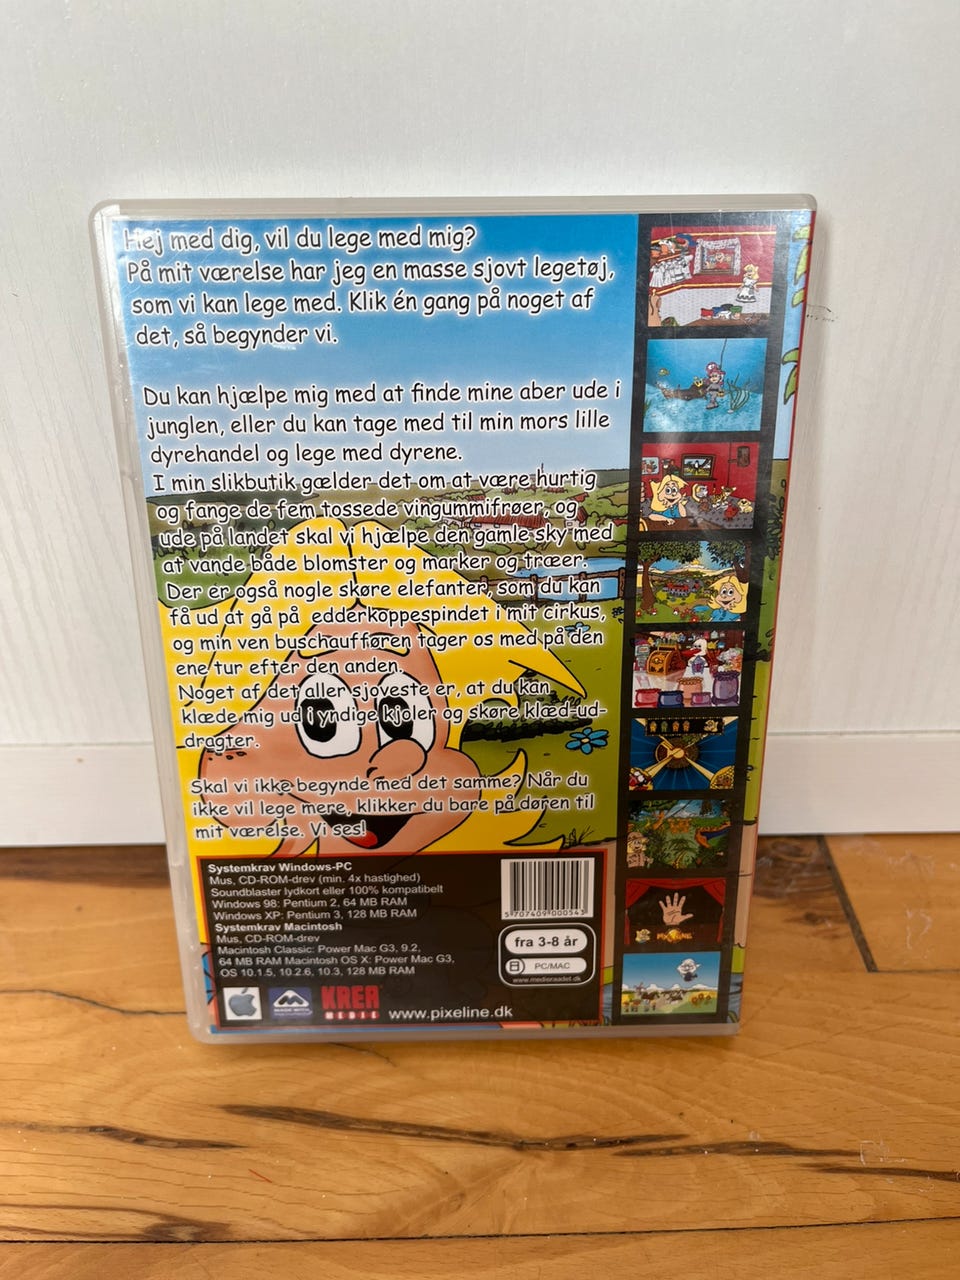 Hej med dig, vil du lege med mig?
På mit værelse har jeg en masse sjovt legetøj,
som vi kan lege med. Klik én gang på noget af
det, så begynder vi.
Du kan hjælpe mig med at finde mine aber ude i
junglen, eller du kan tage med til min mors lille
dyrehandel og lege med dyrene.
I min slikbutik gælder det om at være hurtig
og fange de fem tossede vingummifrøer, og
ude på landet skal vi hjælpe den gamle sky med
at vande både blomster og marker og træer.
Der er også nogle skøre elefanter, som du kan
få ud at gå på edderkoppespindet i mit cirkus,
og min ven buschaufføren tager os med på den
ene tur efter den anden.
Noget af det aller sjoveste er, at du kan
klæde mig ud i yndige kjoler og skøre klæd-ud-
dragter.
Skal vi ikke begynde med det samme? Når du
ikke vil lege mere, klikker du bare på døren til
mit værelse. Vi ses!
Systemkrav Windows-PC
Mus, CD-ROM-drev (min. 4x hastighed)
Soundblaster lydkort eller 100% kompatibelt
Windows 98: Pentium 2, 64 MB RAM
Windows XP: Pentium 3, 128 MB RAM
Systemkrav Macintosh
Mus, CD-ROM-drev
Macintosh Classic: Power Mac G3, 9.2,
64 MB RAM Macintosh OS X: Power Mac G3,
OS 10.1.5, 10.2.6, 10.3, 128 MB RAM
5 707409 000543
fra 3-8 år
PC/MAC
www.medieraadet.dk
MADE WITH
KREA
MEDIE
www.pixeline.dk